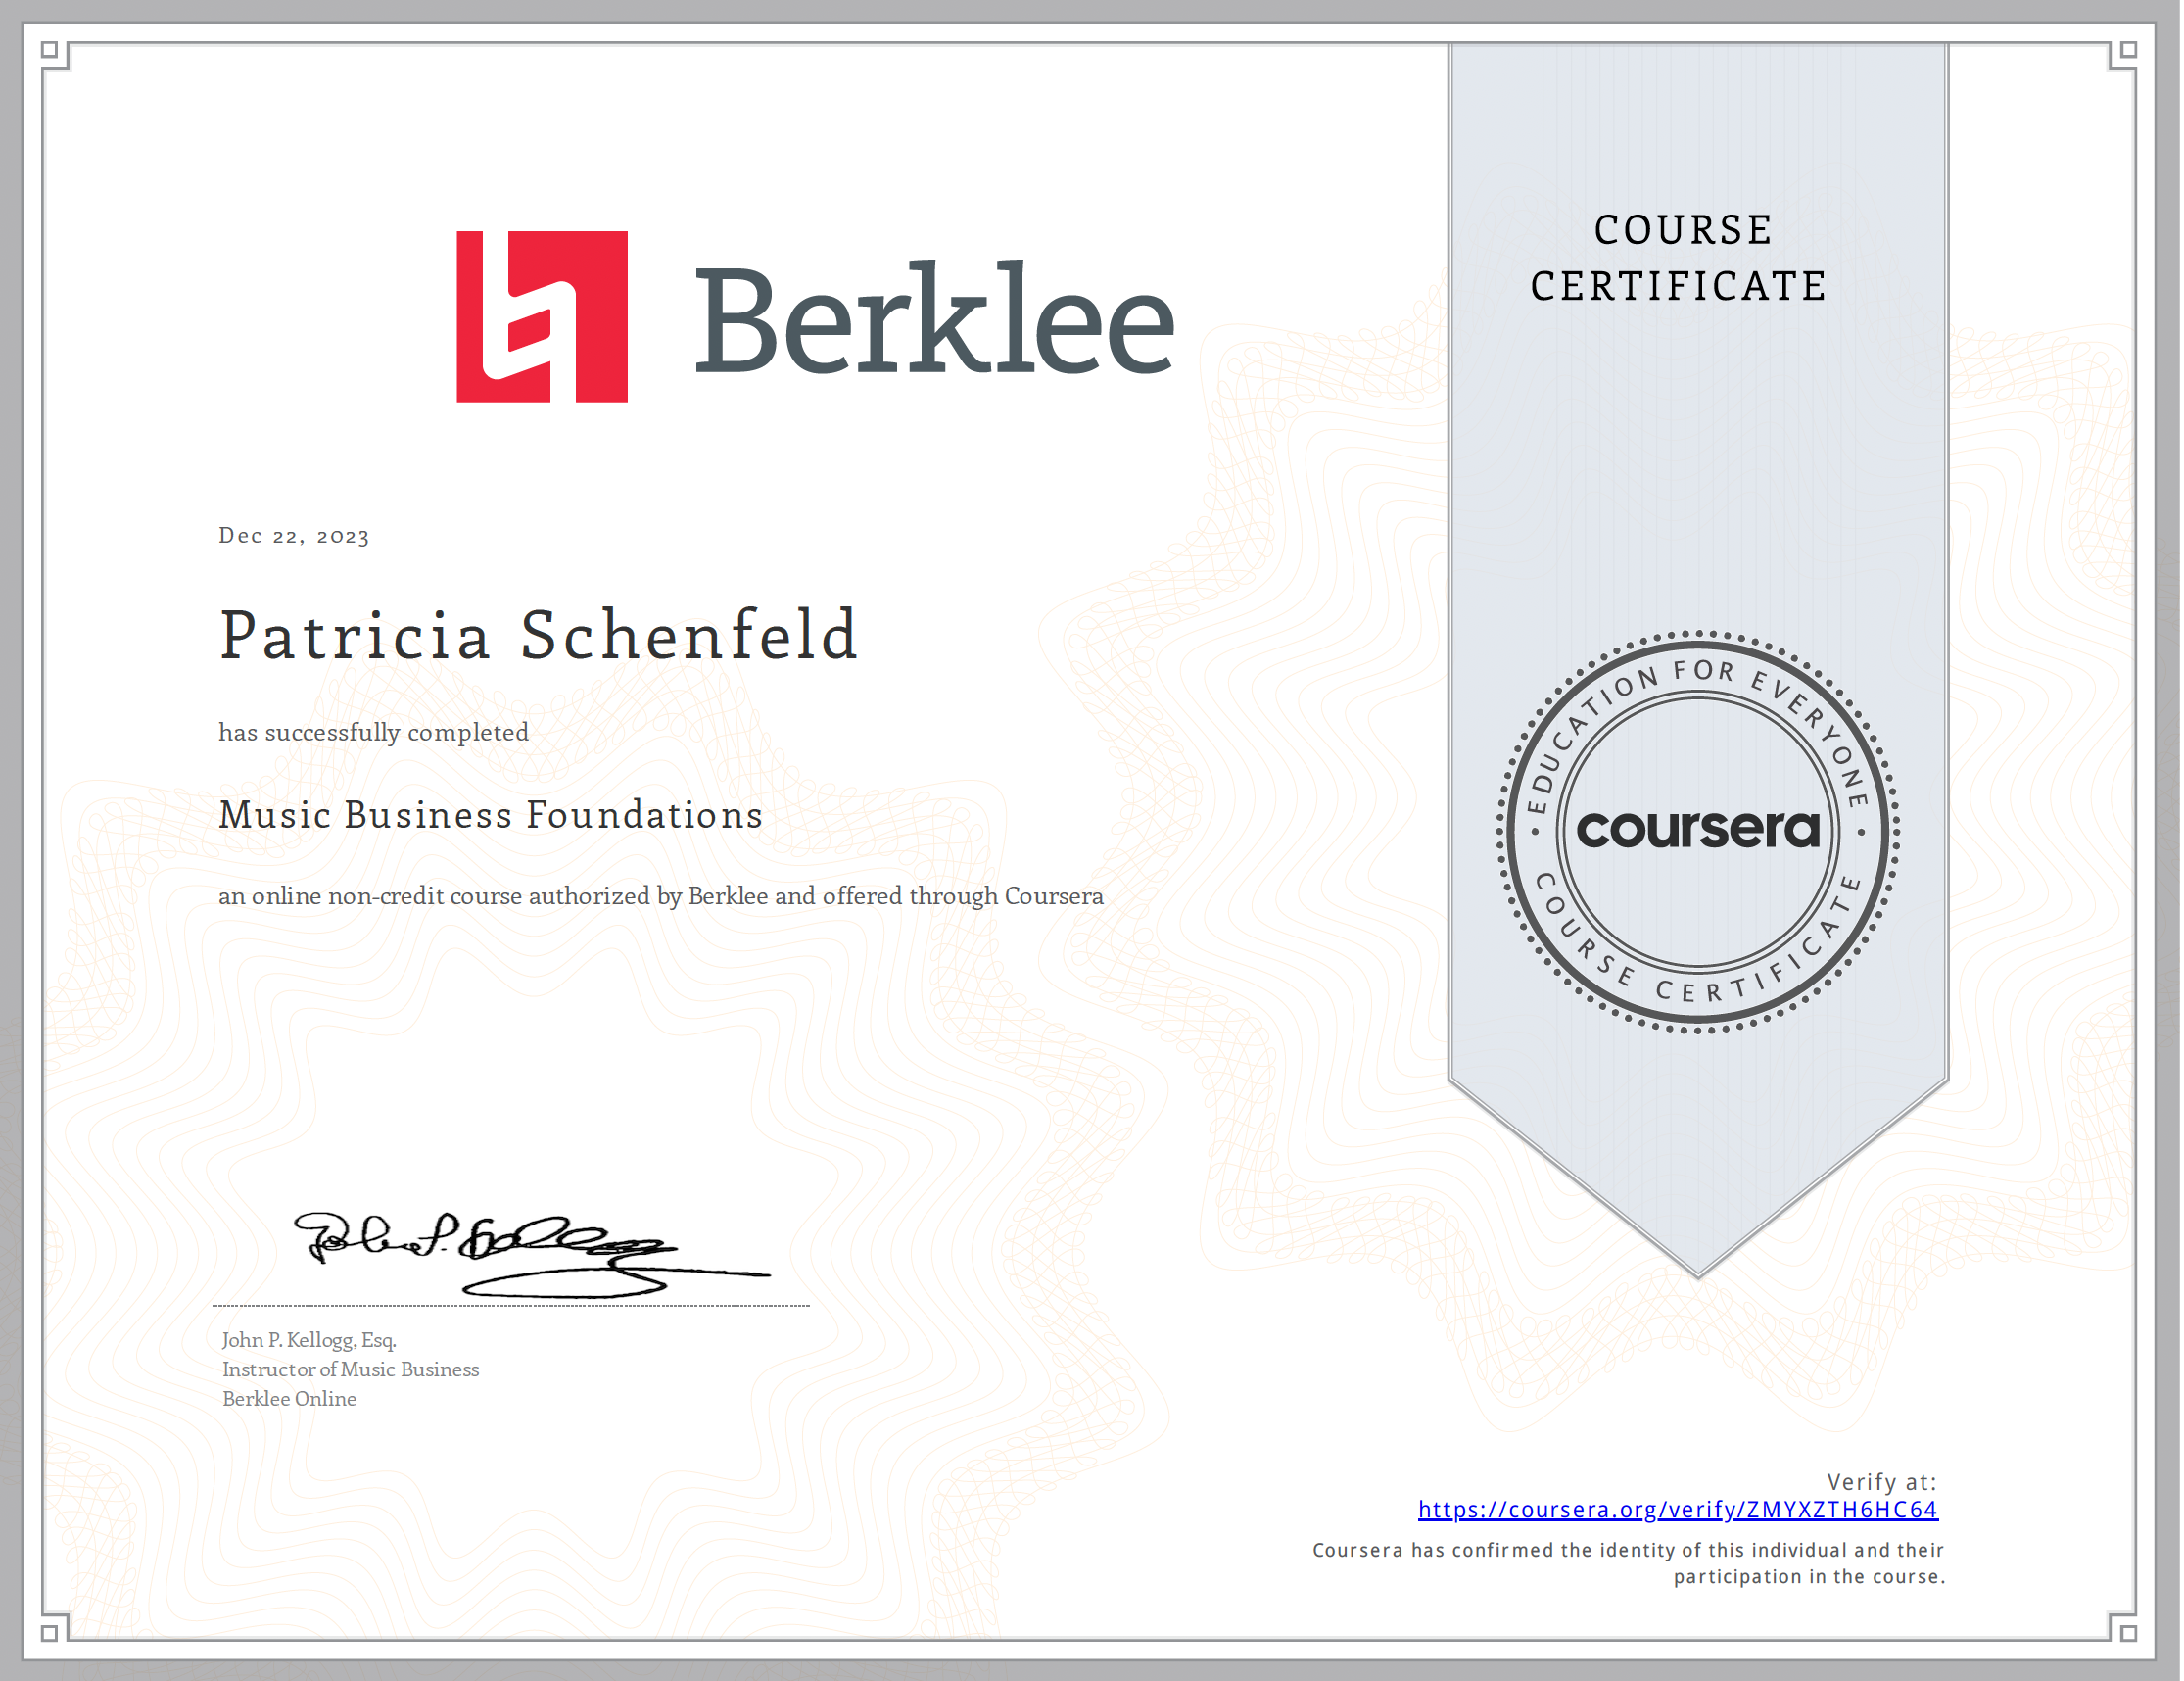 Berklee
COURSE
CERTIFICATE
Dec 22, 2023
Patricia Schenfeld
has successfully completed
Music Business Foundations
an online non-credit course authorized by Berklee and offered through Coursera
EDUCATION FOR EVERYONE
coursera
COURSE CERTIFICATE
John P. Kellogg, Esq.
Instructor of Music Business
Berklee Online
Verify at:
https://coursera.org/verify/ZMYXZTH6HC64
Coursera has confirmed the identity of this individual and their
participation in the course.